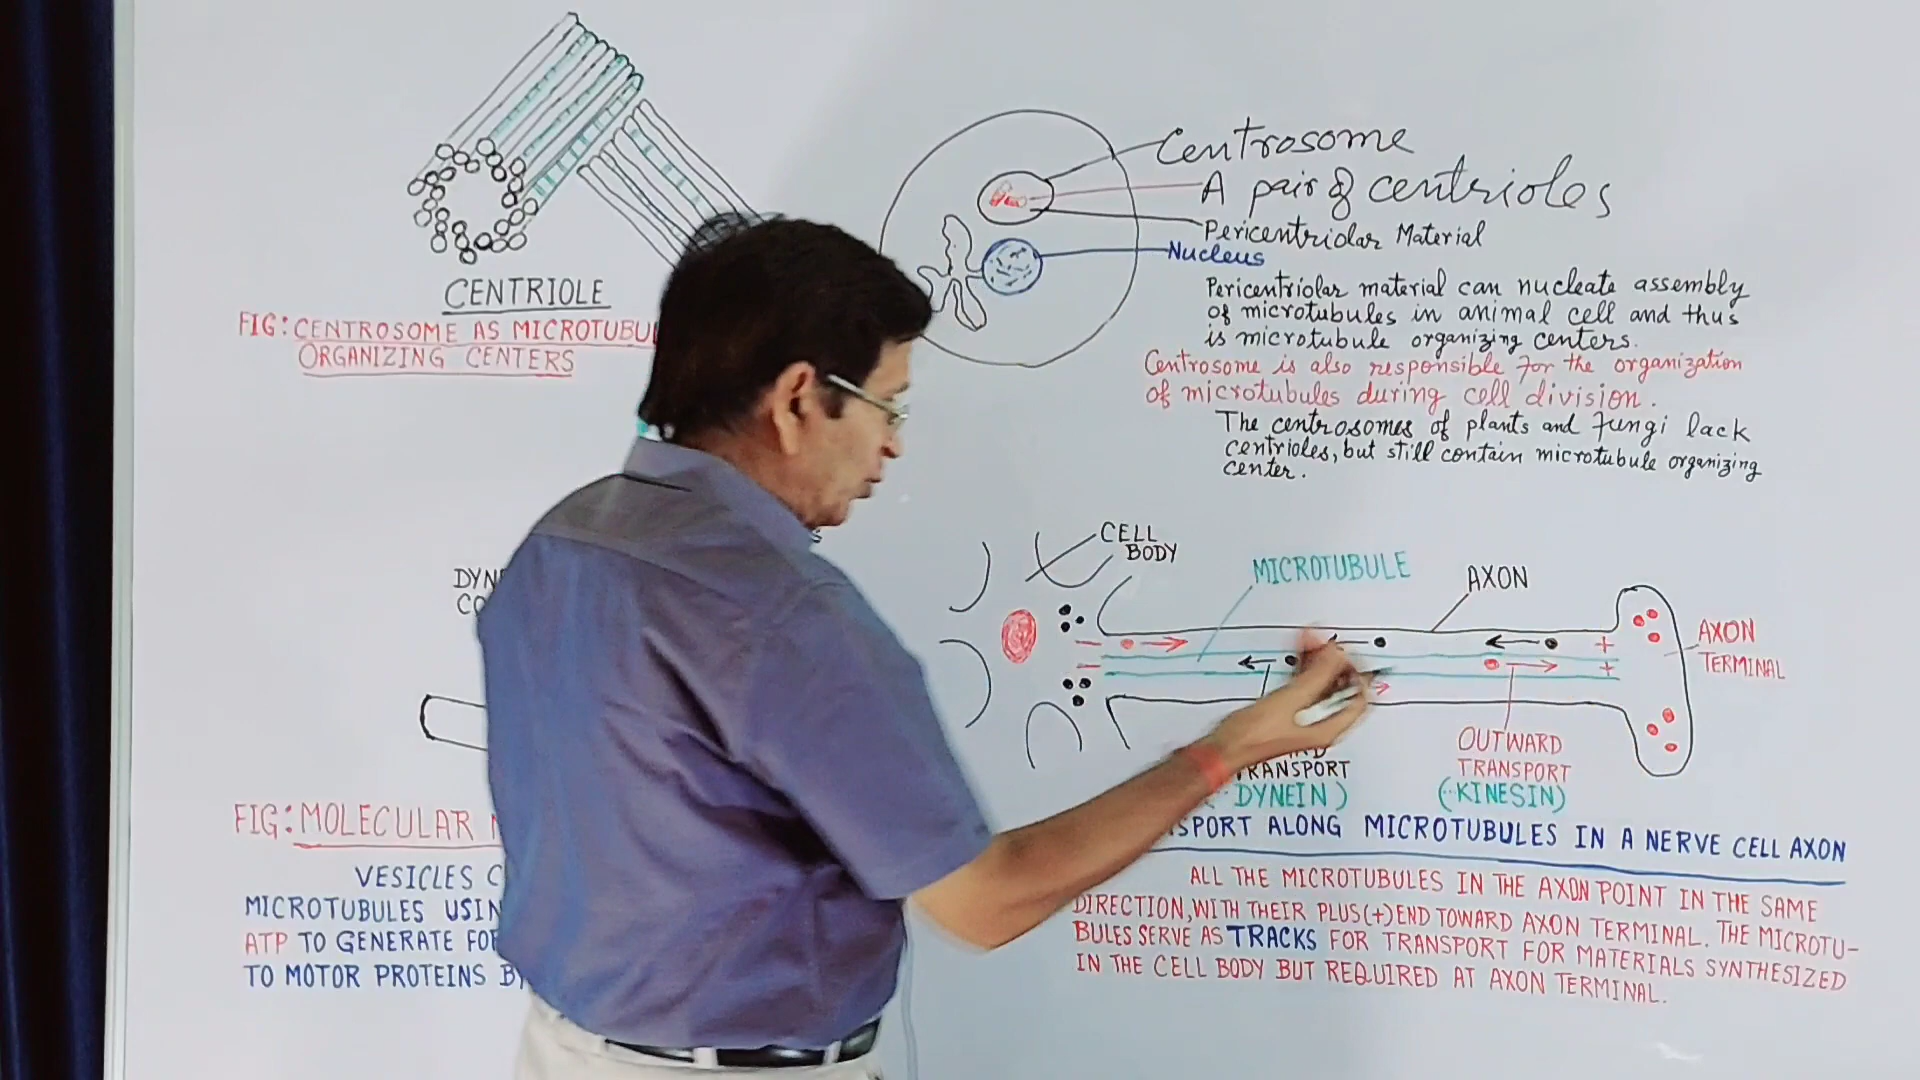 CENTRIOLE
FIG: CENTROSOME AS
ORGANIZING CENTERS
Centrosome
A pair of centrioles
Pericentriolar Material
Nucleus
Pericentriolar material can nucleate assembly
of microtubules in animal cell and thus
is microtubule organizing centers.
Centrosome is also responsible for the organization
of microtubules during cell division.
The centrosomes of plants and fungi lack
centrioles, but still contain microtubule organizing
center.
CELL
BODY
MICROTUBULE
AXON
- +
- +
AXON
TERMINAL
TRANSPORT
DYNEIN)
OUTWARD
TRANSPORT
(KINESIN)
ALONG MICROTUBULES IN A NERVE CELL AXON
ALL THE MICROTUBULES IN THE AXON POINT IN THE SAME
DIRECTION, WITH THEIR PLUS(+) END TOWARD AXON TERMINAL. THE MICROTU-
BULES SERVE AS TRACKS FOR TRANSPORT FOR MATERIALS SYNTHESIZED
IN THE CELL BODY BUT REQUIRED AT AXON TERMINAL.
FIG: MOLECULAR
VESICLES
MICROTUBULES
ATP TO GENERATE
TO MOTOR PROTEINS